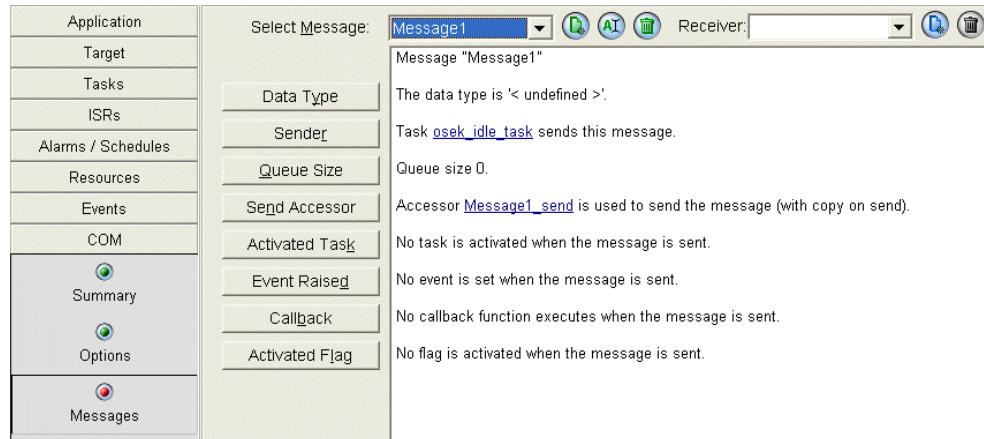 Application
Target
Tasks
ISRs
Alarms / Schedules
Resources
Events
COM
Summary
Options
Messages
Select Message: Message1 Receiver:
Message "Message1"
Data Type The data type is '< undefined >'.
Sender Task osek_idle_task sends this message.
Queue Size Queue size 0.
Send Accessor Accessor Message1_send is used to send the message (with copy on send).
Activated Task No task is activated when the message is sent.
Event Raised No event is set when the message is sent.
Callback No callback function executes when the message is sent.
Activated Flag No flag is activated when the message is sent.